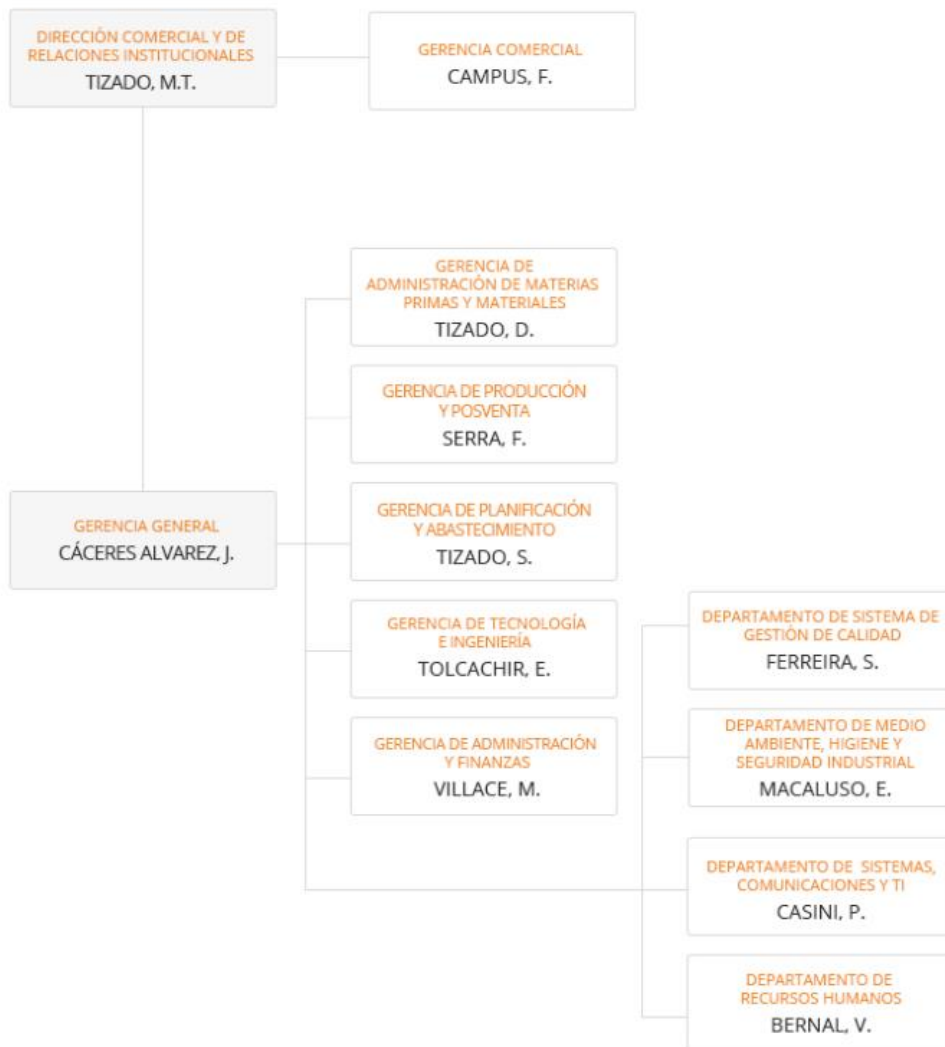 DIRECCIÓN COMERCIAL Y DE
RELACIONES INSTITUCIONALES
TIZADO, M.T.
GERENCIA COMERCIAL
CAMPUS, F.
GERENCIA DE
ADMINISTRACIÓN DE MATERIAS
PRIMAS Y MATERIALES
TIZADO, D.
GERENCIA DE PRODUCCIÓN
Y POSVENTA
SERRA, F.
GERENCIA GENERAL
CÁCERES ALVAREZ, J.
GERENCIA DE PLANIFICACIÓN
Y ABASTECIMIENTO
TIZADO, S.
GERENCIA DE TECNOLOGÍA
E INGENIERÍA
TOLCACHIR, E.
GERENCIA DE ADMINISTRACIÓN
Y FINANZAS
VILLACE, M.
DEPARTAMENTO DE SISTEMA DE
GESTIÓN DE CALIDAD
FERREIRA, S.
DEPARTAMENTO DE MEDIO
AMBIENTE, HIGIENE Y
SEGURIDAD INDUSTRIAL
MACALUSO, E.
DEPARTAMENTO DE SISTEMAS,
COMUNICACIONES Y TI
CASINI, P.
DEPARTAMENTO DE
RECURSOS HUMANOS
BERNAL, V.